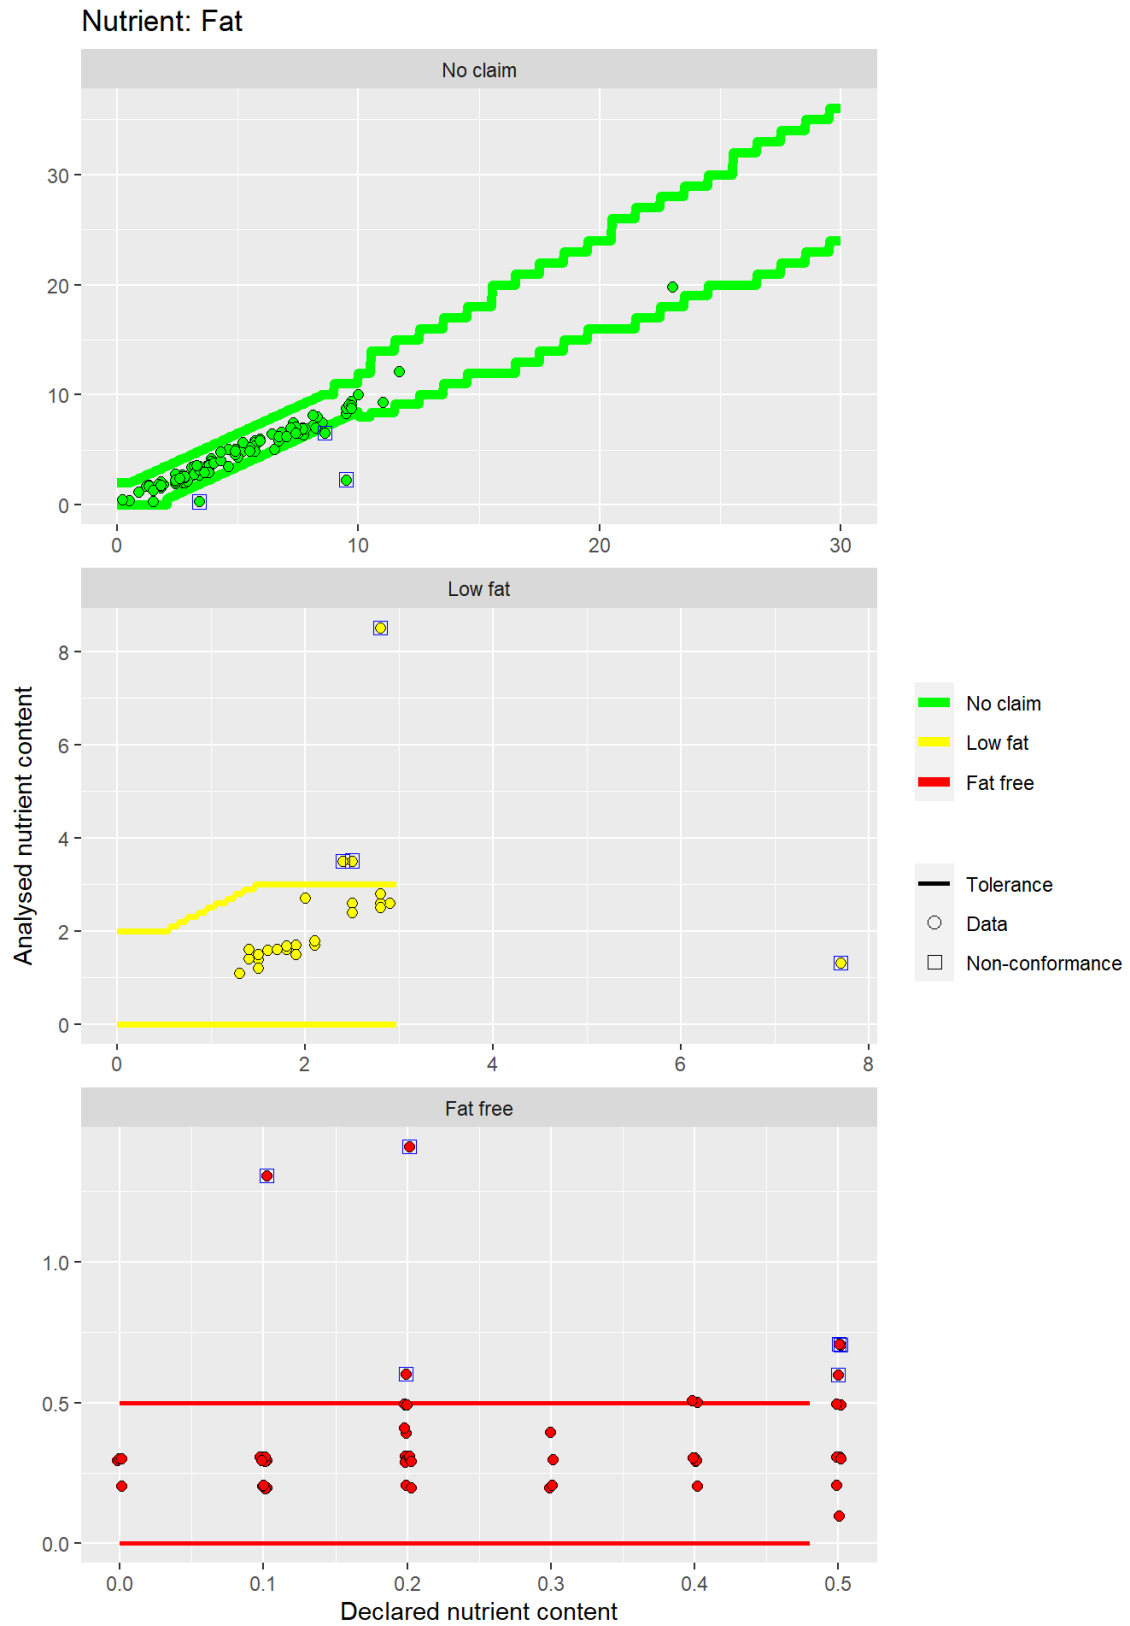 Nutrient: Fat
No claim
30
20
10
0
0 10 20 30
Low fat
8
6
4
2
0
0 2 4 6 8
Fat free
1.0
0.5
0.0
0.0 0.1 0.2 0.3 0.4 0.5
Declared nutrient content
Analysed nutrient content
No claim
Low fat
Fat free
Tolerance
Data
Non-conformance